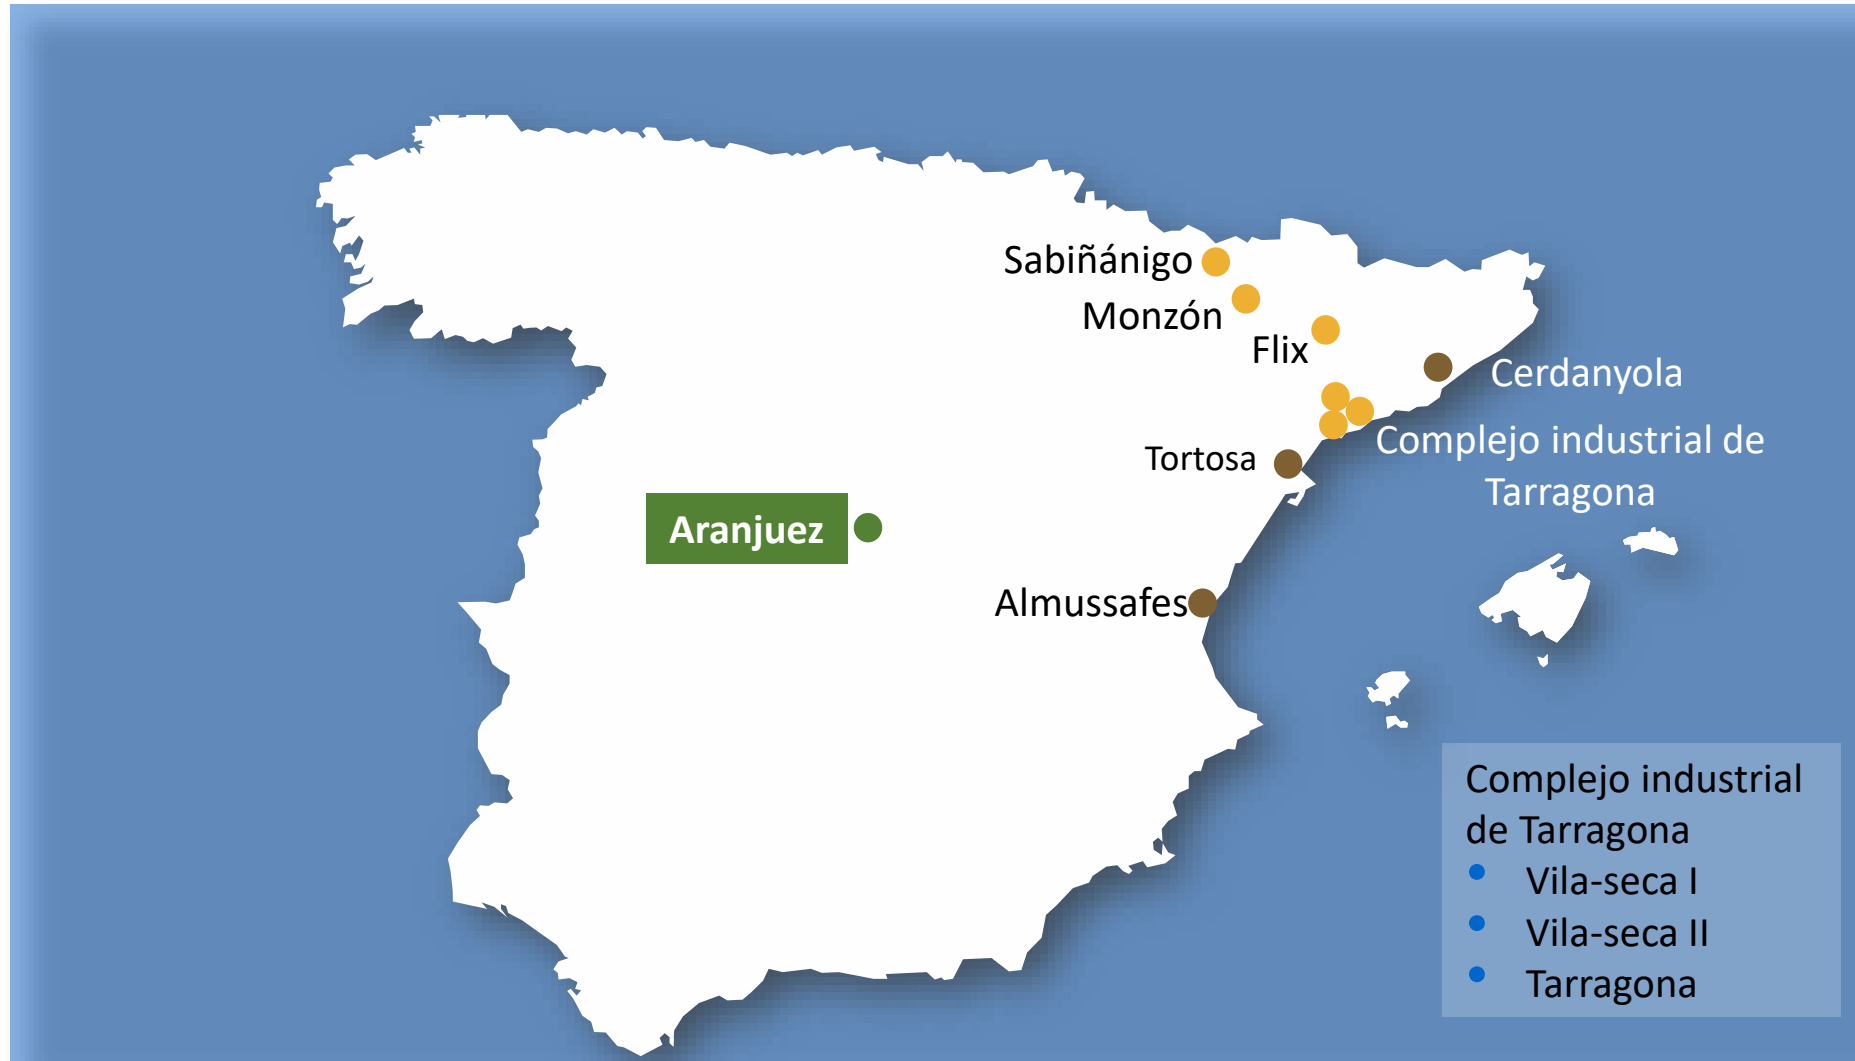 Sabiñánigo
Monzón
Flix
Cerdanyola
Complejo industrial de
Tarragona
Tortosa
Aranjuez
Almussafes
Complejo industrial
de Tarragona
• Vila-seca I
• Vila-seca II
• Tarragona